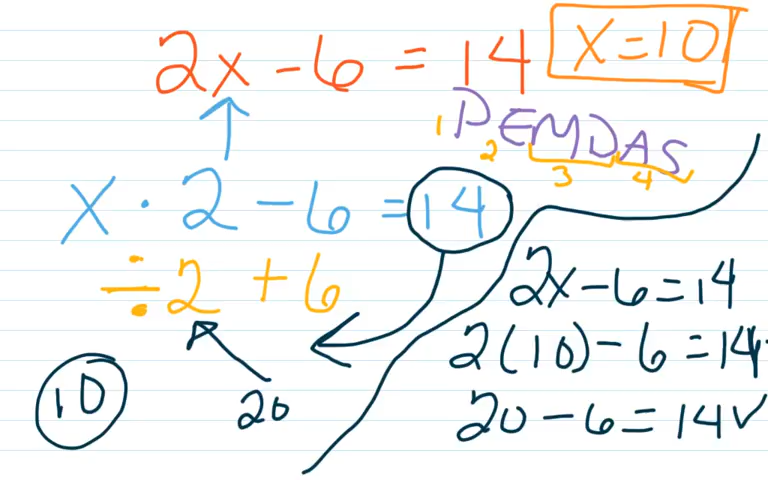 2x - 6 = 14
x = 10
PEMDAS
1 2 3 4
x · 2 - 6 = 14
÷ 2 + 6
20
10
2x - 6 = 14
2(10) - 6 = 14
20 - 6 = 14 ✓